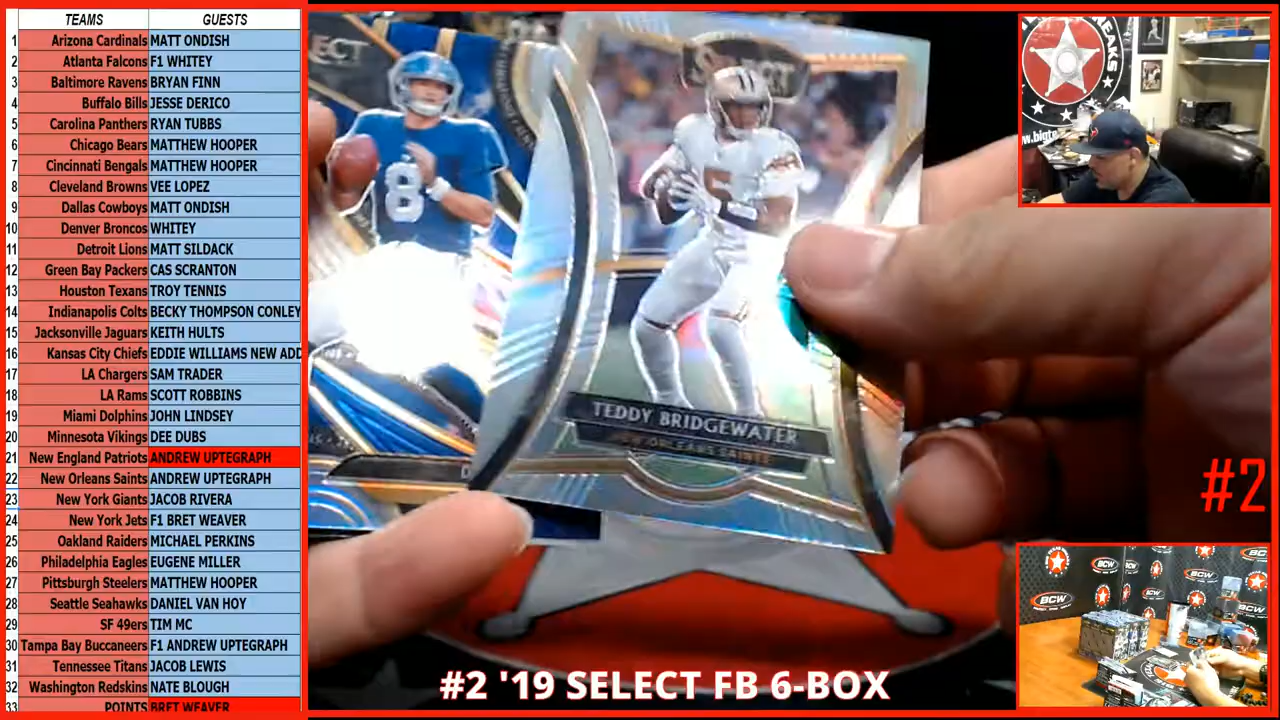 TEAMS GUESTS
1 Arizona Cardinals MATT ONDISH
2 Atlanta Falcons F1 WHITEY
3 Baltimore Ravens BRYAN FINN
4 Buffalo Bills JESSE DERICO
5 Carolina Panthers RYAN TUBBS
6 Chicago Bears MATTHEW HOOPER
7 Cincinnati Bengals MATTHEW HOOPER
8 Cleveland Browns VEE LOPEZ
9 Dallas Cowboys MATT ONDISH
10 Denver Broncos WHITEY
11 Detroit Lions MATT SILDACK
12 Green Bay Packers CAS SCRANTON
13 Houston Texans TROY TENNIS
14 Indianapolis Colts BECKY THOMPSON CONLEY
15 Jacksonville Jaguars KEITH HULTS
16 Kansas City Chiefs EDDIE WILLIAMS NEW ADD
17 LA Chargers SAM TRADER
18 LA Rams SCOTT ROBBINS
19 Miami Dolphins JOHN LINDSEY
20 Minnesota Vikings DEE DUBS
21 New England Patriots ANDREW UPTEGRAPH
22 New Orleans Saints ANDREW UPTEGRAPH
23 New York Giants JACOB RIVERA
24 New York Jets F1 BRET WEAVER
25 Oakland Raiders MICHAEL PERKINS
26 Philadelphia Eagles EUGENE MILLER
27 Pittsburgh Steelers MATTHEW HOOPER
28 Seattle Seahawks DANIEL VAN HOY
29 SF 49ers TIM MC
30 Tampa Bay Buccaneers F1 ANDREW UPTEGRAPH
31 Tennessee Titans JACOB LEWIS
32 Washington Redskins NATE BLOUGH
33 POINTS BRET WEAVER
SELECT
8
5
TEDDY BRIDGEWATER
NEW ORLEANS SAINTS
#2
BCW
BCW
BCW
#2 '19 SELECT FB 6-BOX